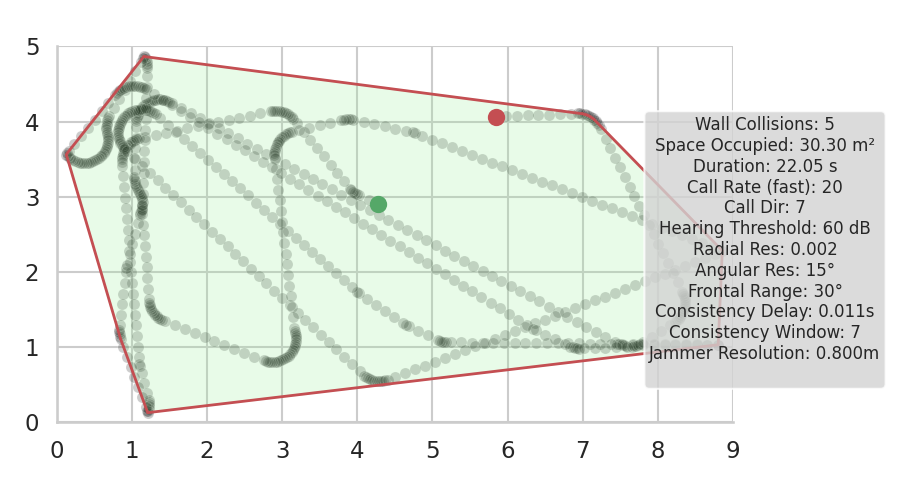 5
4
3
2
1
0
0 1 2 3 4 5 6 7 8 9
Wall Collisions: 5
Space Occupied: 30.30 m²
Duration: 22.05 s
Call Rate (fast): 20
Call Dir: 7
Hearing Threshold: 60 dB
Radial Res: 0.002
Angular Res: 15°
Frontal Range: 30°
Consistency Delay: 0.011s
Consistency Window: 7
Jammer Resolution: 0.800m